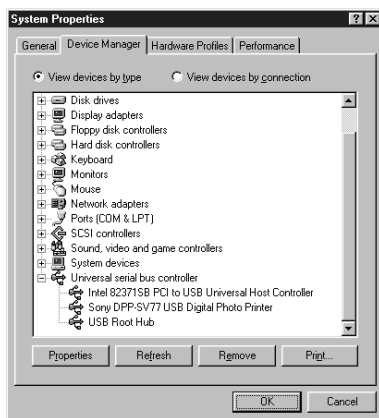 System Properties
General Device Manager Hardware Profiles Performance
View devices by type View devices by connection
Disk drives
Display adapters
Floppy disk controllers
Hard disk controllers
Keyboard
Monitors
Mouse
Network adapters
Ports (COM & LPT)
SCSI controllers
Sound, video and game controllers
System devices
Universal serial bus controller
Intel 82371SB PCI to USB Universal Host Controller
Sony DPP-SV77 USB Digital Photo Printer
USB Root Hub
Properties Refresh Remove Print...
OK Cancel